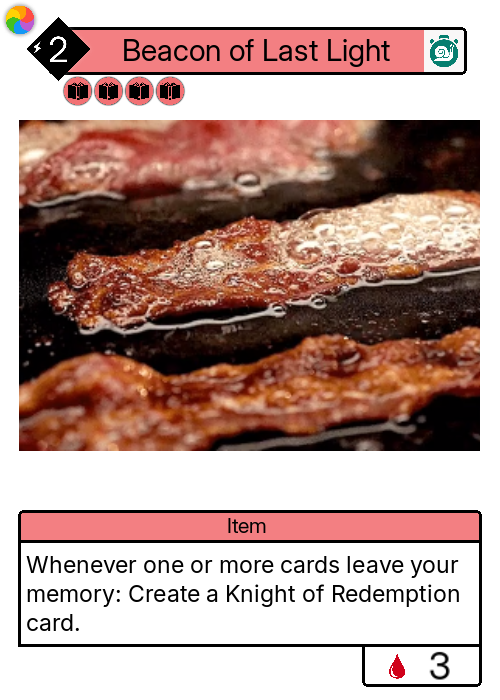 2
Beacon of Last Light
Item
Whenever one or more cards leave your
memory: Create a Knight of Redemption
card.
3